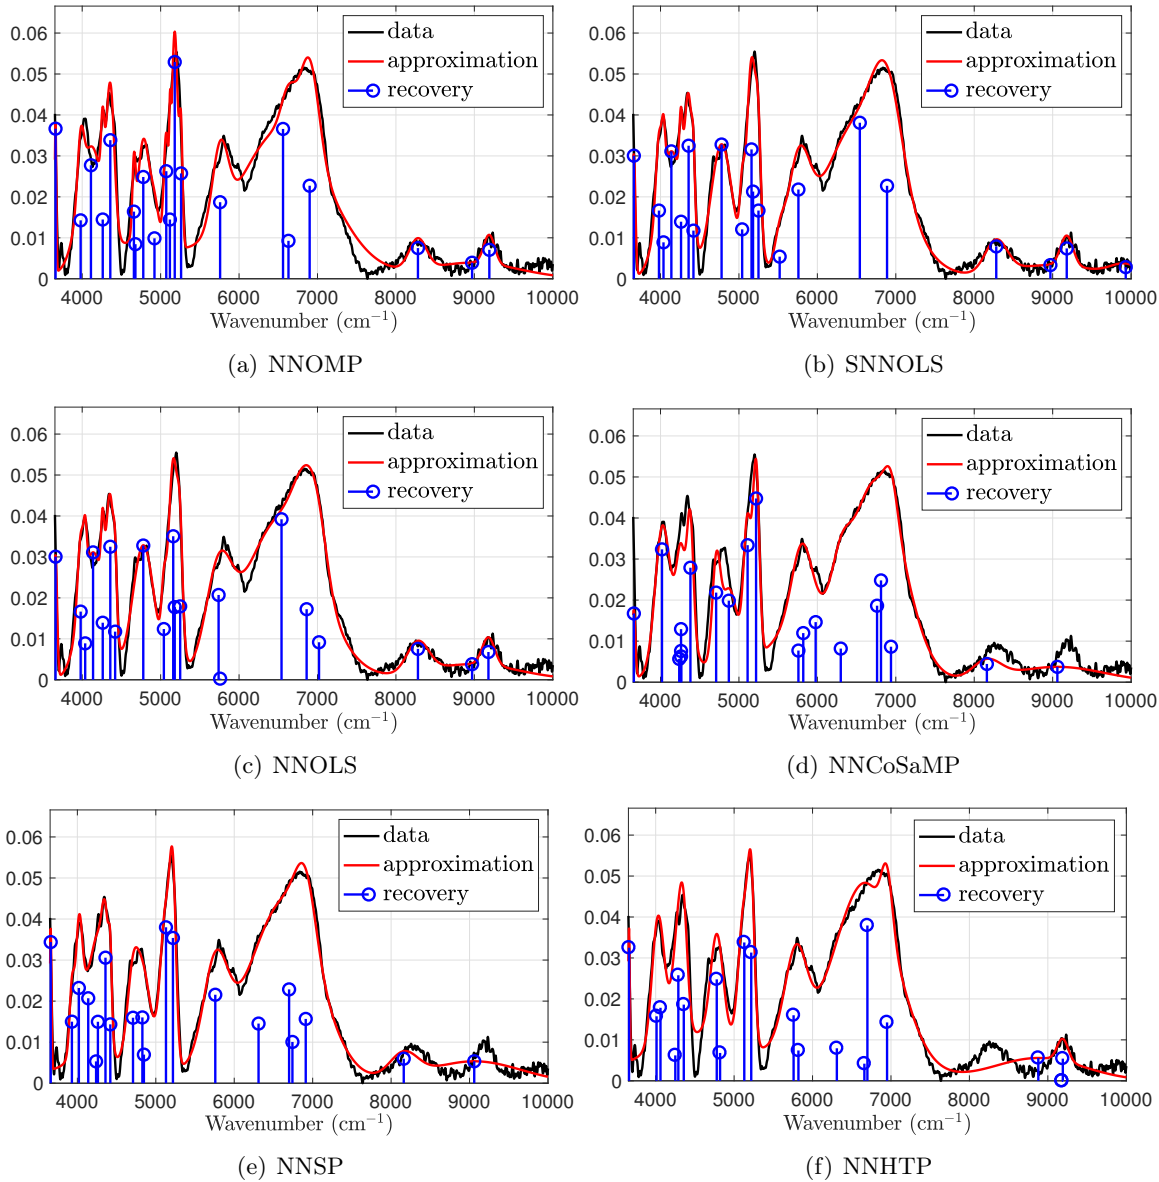 0.06
0.05
0.04
0.03
0.02
0.01
0
data
approximation
recovery
4000 5000 6000 7000 8000 9000 10000
Wavenumber (cm⁻¹)
(a) NNOMP
0.06
0.05
0.04
0.03
0.02
0.01
0
data
approximation
recovery
4000 5000 6000 7000 8000 9000 10000
Wavenumber (cm⁻¹)
(b) SNNOLS
0.06
0.05
0.04
0.03
0.02
0.01
0
data
approximation
recovery
4000 5000 6000 7000 8000 9000 10000
Wavenumber (cm⁻¹)
(c) NNOLS
0.06
0.05
0.04
0.03
0.02
0.01
0
data
approximation
recovery
4000 5000 6000 7000 8000 9000 10000
Wavenumber (cm⁻¹)
(d) NNCoSaMP
0.06
0.05
0.04
0.03
0.02
0.01
0
data
approximation
recovery
4000 5000 6000 7000 8000 9000 10000
Wavenumber (cm⁻¹)
(e) NNSP
0.06
0.05
0.04
0.03
0.02
0.01
0
data
approximation
recovery
4000 5000 6000 7000 8000 9000 10000
Wavenumber (cm⁻¹)
(f) NNHTP